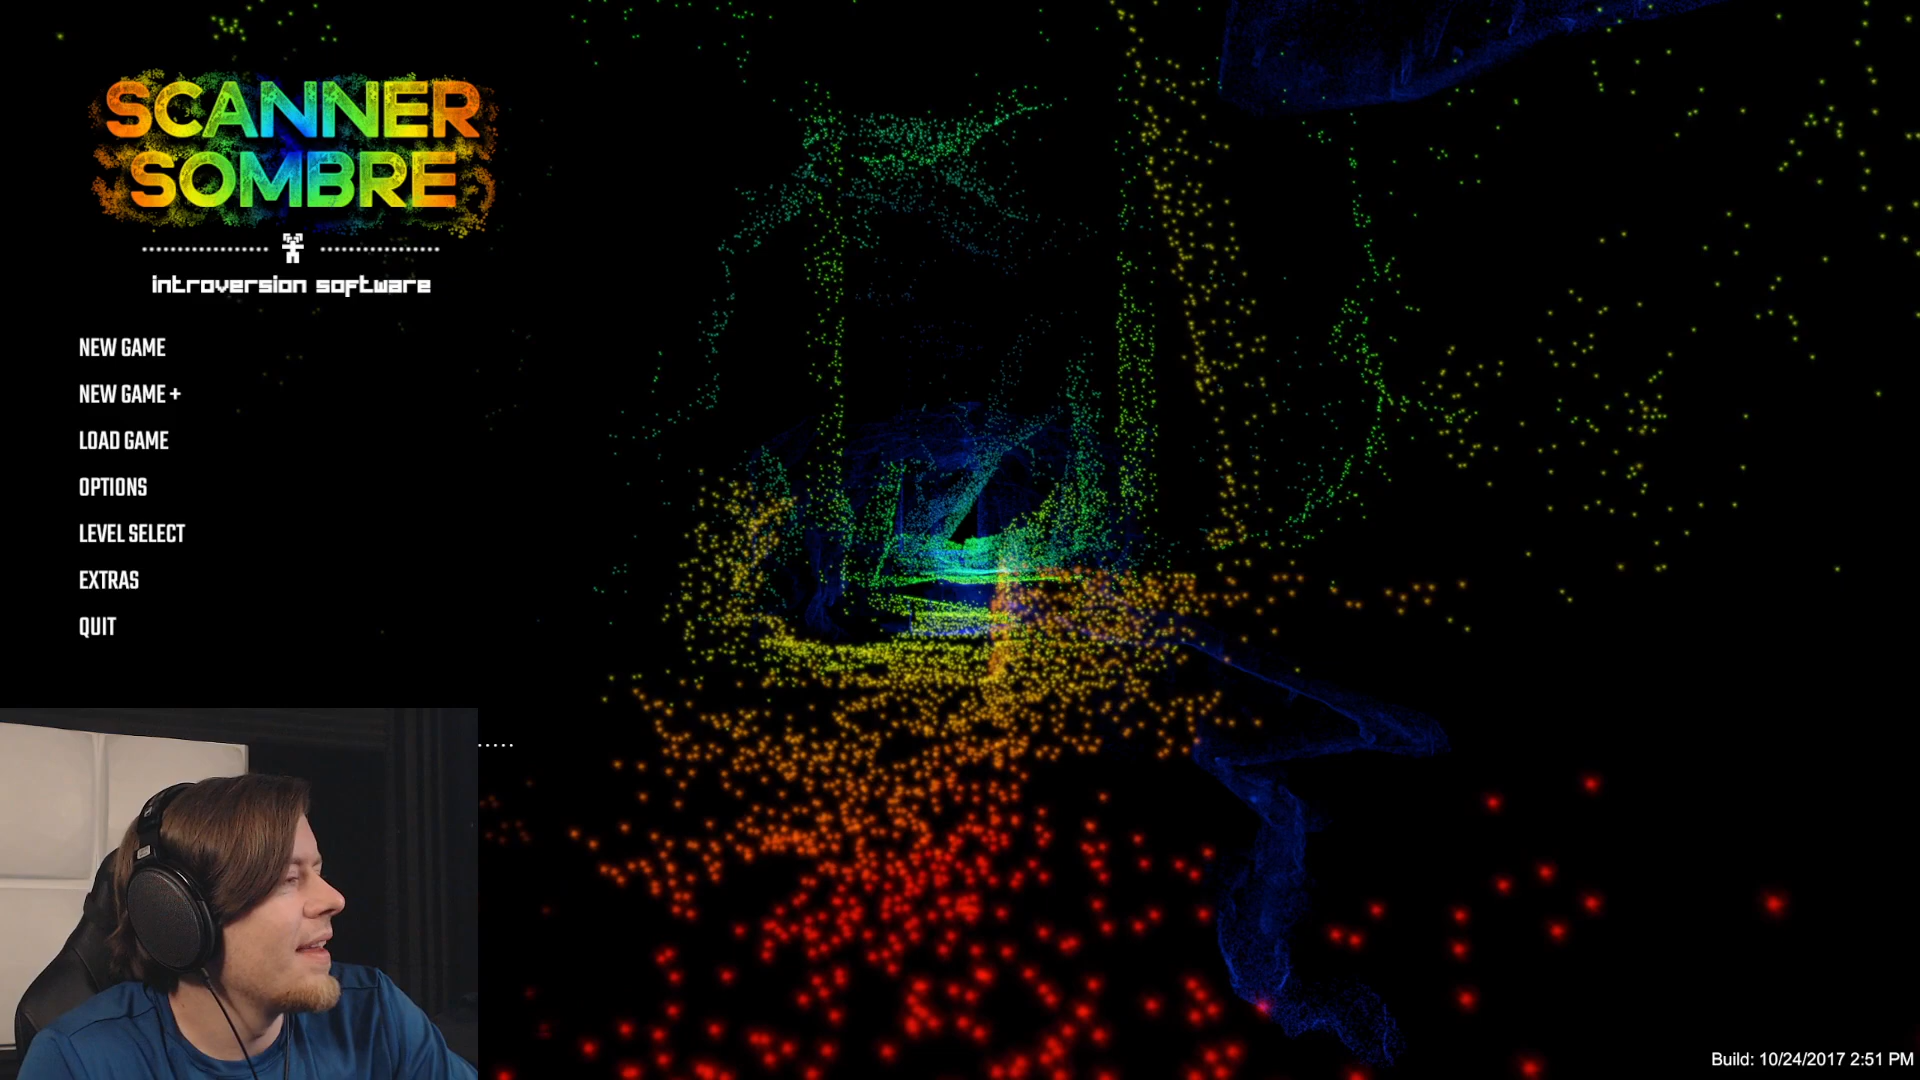 SCANNER
SOMBRE
introversion software
NEW GAME
NEW GAME +
LOAD GAME
OPTIONS
LEVEL SELECT
EXTRAS
QUIT
Build: 10/24/2017 2:51 PM